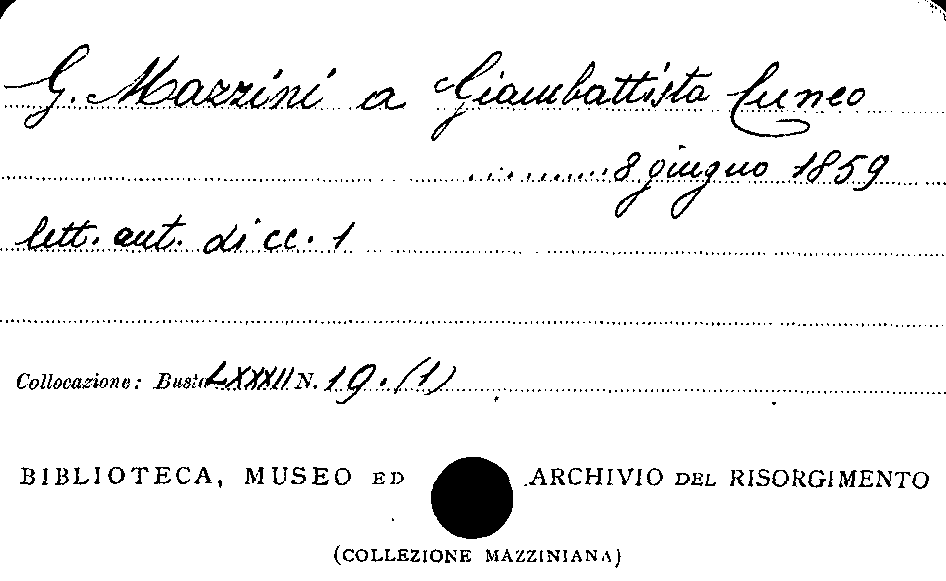 G. Mazzini a Giambattista Cuneo
8 giugno 1859
lett. aut. di cc. 1
Collocazione: Busta LXXXII N. 19. (1)
BIBLIOTECA, MUSEO ED ARCHIVIO DEL RISORGIMENTO
(COLLEZIONE MAZZINIANA)